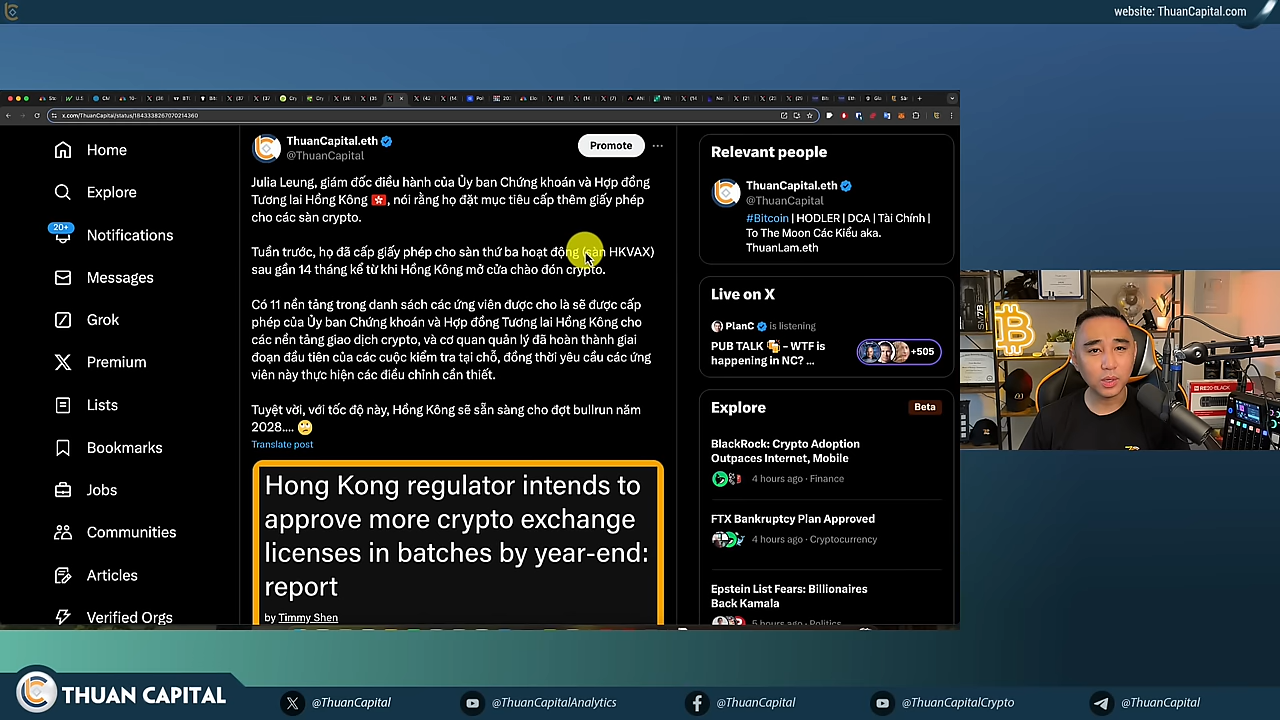 website: ThuanCapital.com
x.com/ThuanCapital/status/1843338267070214360
Home
Explore
20+
Notifications
Messages
Grok
Premium
Lists
Bookmarks
Jobs
Communities
Articles
Verified Orgs
ThuanCapital.eth
@ThuanCapital
Promote
Julia Leung, giám đốc điều hành của Ủy ban Chứng khoán và Hợp đồng
Tương lai Hồng Kông 🇭🇰, nói rằng họ đặt mục tiêu cấp thêm giấy phép
cho các sàn crypto.
Tuần trước, họ đã cấp giấy phép cho sàn thứ ba hoạt động (sàn HKVAX)
sau gần 14 tháng kể từ khi Hồng Kông mở cửa chào đón crypto.
Có 11 nền tảng trong danh sách các ứng viên được cho là sẽ được cấp
phép của Ủy ban Chứng khoán và Hợp đồng Tương lai Hồng Kông cho
các nền tảng giao dịch crypto, và cơ quan quản lý đã hoàn thành giai
đoạn đầu tiên của các cuộc kiểm tra tại chỗ, đồng thời yêu cầu các ứng
viên này thực hiện các điều chỉnh cần thiết.
Tuyệt vời, với tốc độ này, Hồng Kông sẽ sẵn sàng cho đợt bullrun năm
2028.... 🙄
Translate post
Hong Kong regulator intends to
approve more crypto exchange
licenses in batches by year-end:
report
by Timmy Shen
Relevant people
ThuanCapital.eth
@ThuanCapital
#Bitcoin | HODLER | DCA | Tài Chính |
To The Moon Các Kiểu aka.
ThuanLam.eth
Live on X
PlanC is listening
PUB TALK 🍻 – WTF is
happening in NC? ...
+505
Explore
Beta
BlackRock: Crypto Adoption
Outpaces Internet, Mobile
4 hours ago · Finance
FTX Bankruptcy Plan Approved
4 hours ago · Cryptocurrency
Epstein List Fears: Billionaires
Back Kamala
5 hours ago · Politics
THUAN CAPITAL
@ThuanCapital
@ThuanCapitalAnalytics
@ThuanCapital
@ThuanCapitalCrypto
@ThuanCapital